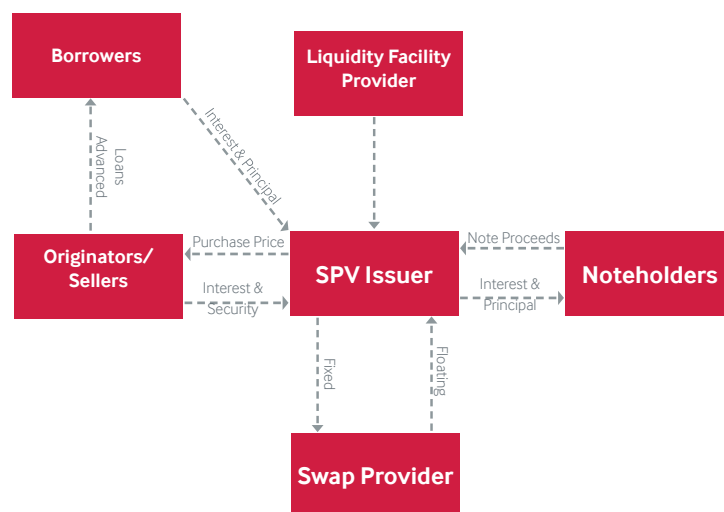 Borrowers
Liquidity Facility
Provider
Loans
Advanced
Interest & Principal
Originators/
Sellers
Purchase Price
Interest &
Security
SPV Issuer
Note Proceeds
Interest &
Principal
Noteholders
Fixed
Floating
Swap Provider